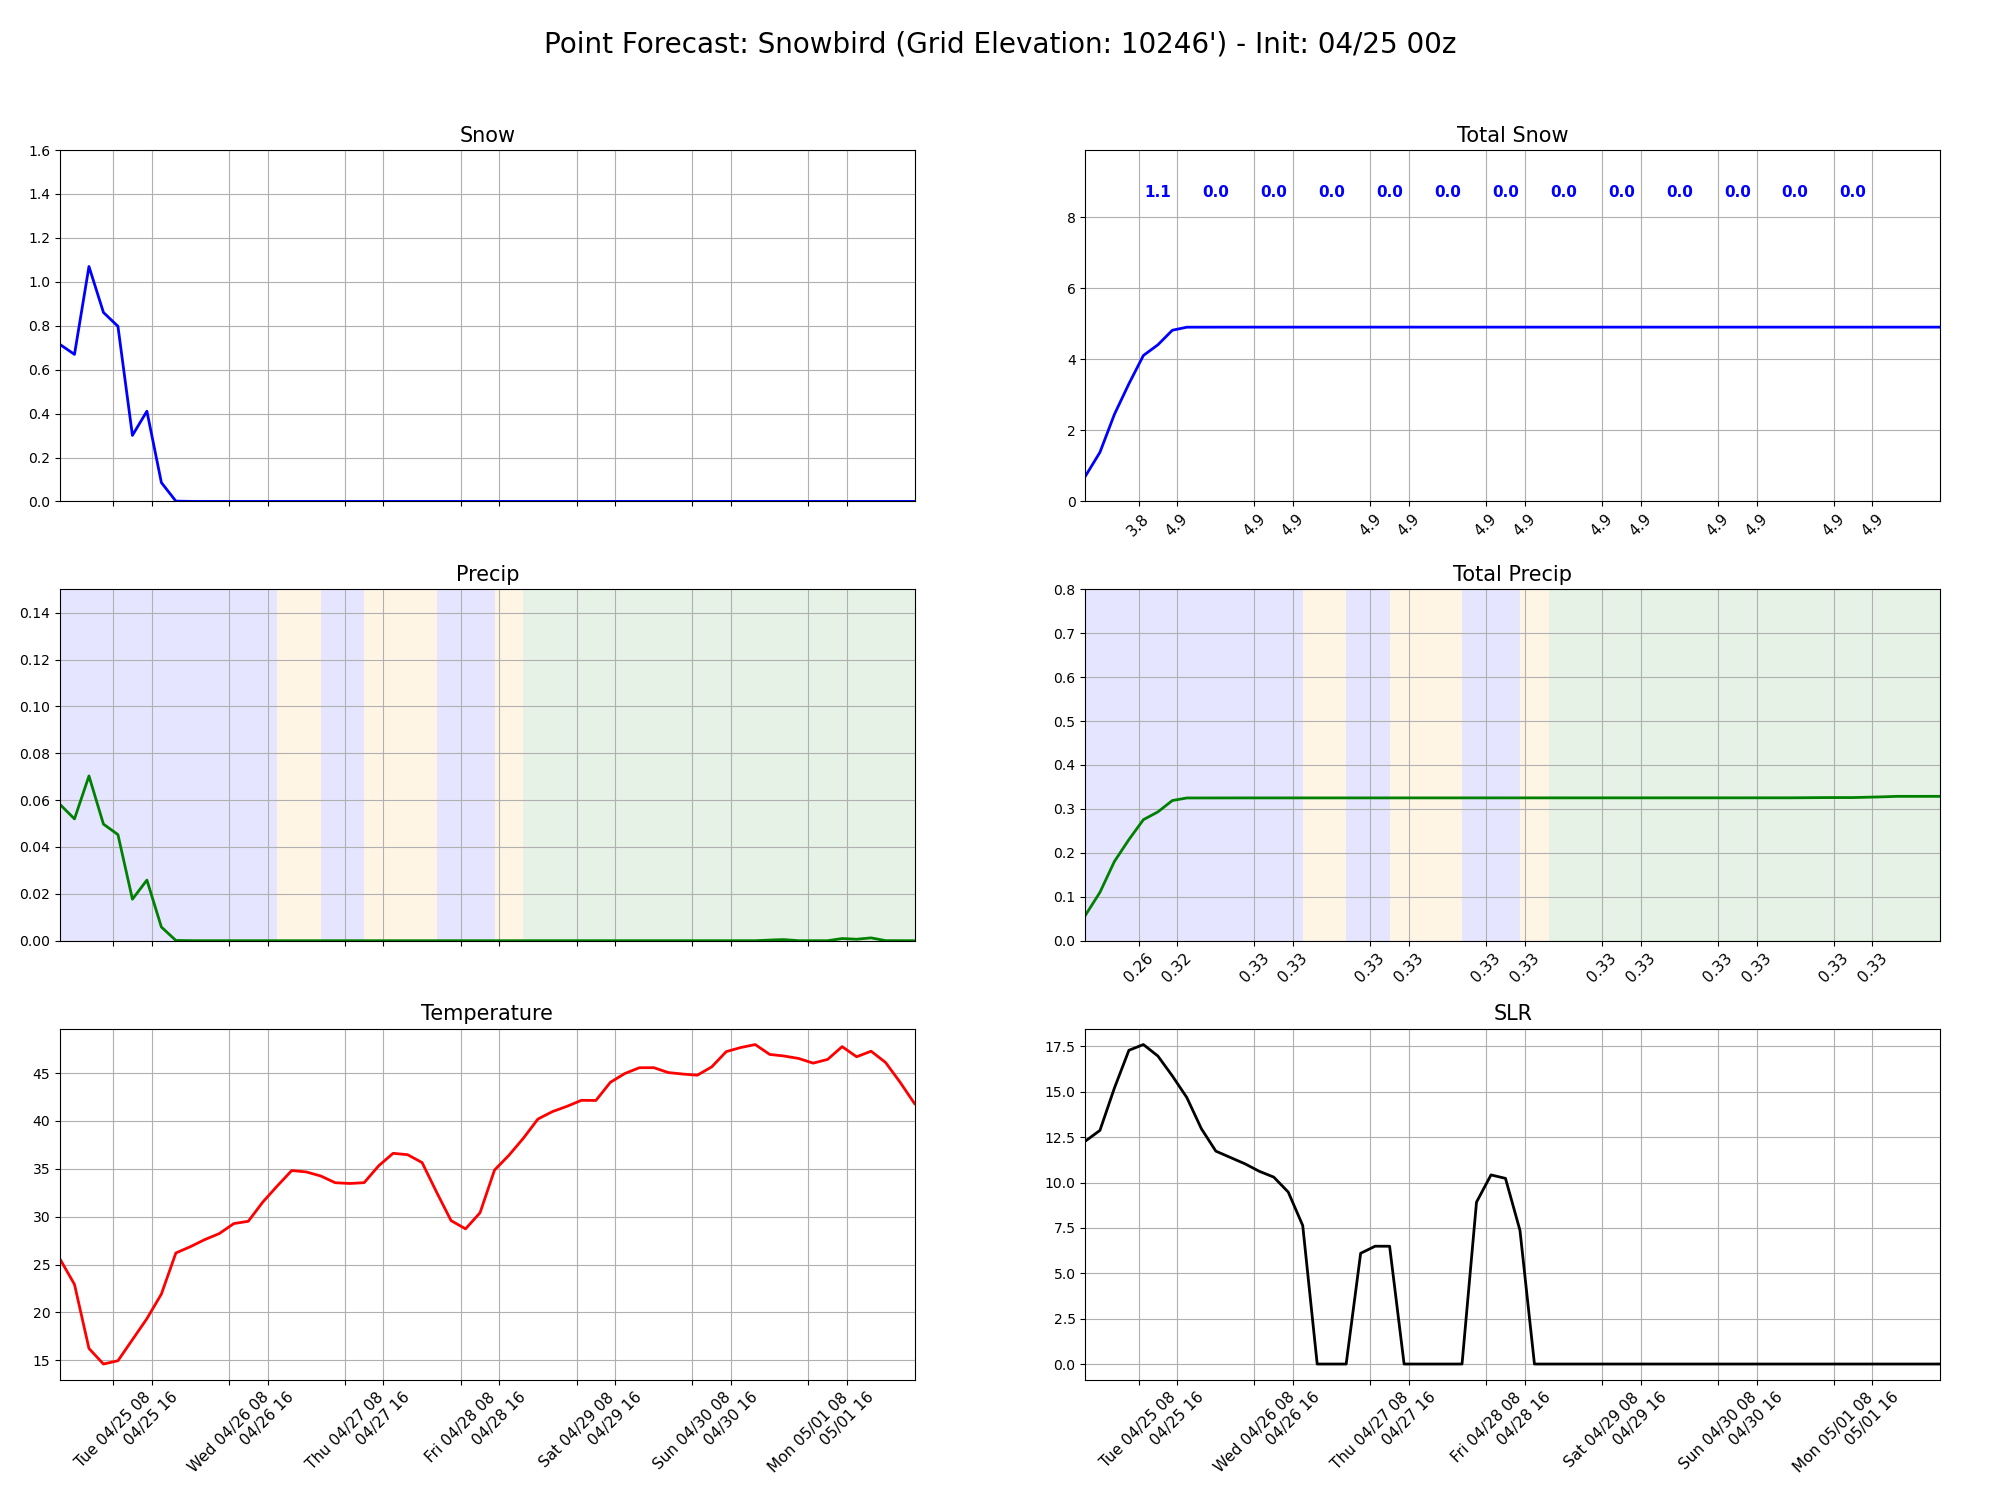 Point Forecast: Snowbird (Grid Elevation: 10246') - Init: 04/25 00z
Snow
1.6
1.4
1.2
1.0
0.8
0.6
0.4
0.2
0.0
Total Snow
1.1 0.0 0.0 0.0 0.0 0.0 0.0 0.0 0.0 0.0 0.0 0.0 0.0
8
6
4
2
0
3.8 4.9 4.9 4.9 4.9 4.9 4.9 4.9 4.9 4.9 4.9 4.9 4.9 4.9
Precip
0.14
0.12
0.10
0.08
0.06
0.04
0.02
0.00
Total Precip
0.8
0.7
0.6
0.5
0.4
0.3
0.2
0.1
0.0
0.26 0.32 0.33 0.33 0.33 0.33 0.33 0.33 0.33 0.33 0.33 0.33 0.33 0.33
Temperature
45
40
35
30
25
20
15
Tue 04/25 08
04/25 16
Wed 04/26 08
04/26 16
Thu 04/27 08
04/27 16
Fri 04/28 08
04/28 16
Sat 04/29 08
04/29 16
Sun 04/30 08
04/30 16
Mon 05/01 08
05/01 16
SLR
17.5
15.0
12.5
10.0
7.5
5.0
2.5
0.0
Tue 04/25 08
04/25 16
Wed 04/26 08
04/26 16
Thu 04/27 08
04/27 16
Fri 04/28 08
04/28 16
Sat 04/29 08
04/29 16
Sun 04/30 08
04/30 16
Mon 05/01 08
05/01 16